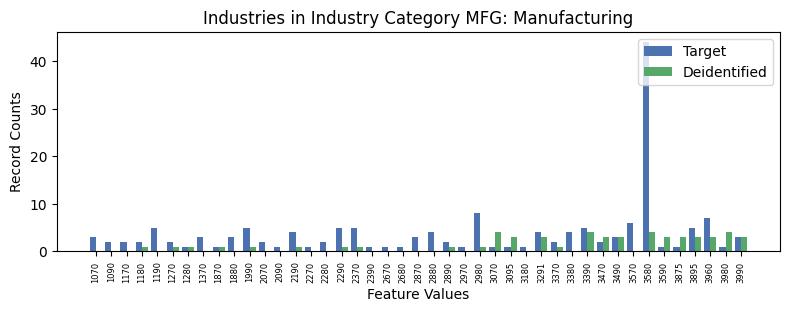 Industries in Industry Category MFG: Manufacturing
Target
Deidentified
Record Counts
40
30
20
10
0
1070 1090 1170 1180 1190 1270 1280 1370 1870 1880 1990 2070 2090 2190 2270 2280 2290 2370 2390 2670 2680 2870 2880 2890 2970 2980 3070 3095 3180 3291 3370 3380 3390 3470 3490 3570 3580 3590 3875 3895 3960 3980 3990
Feature Values